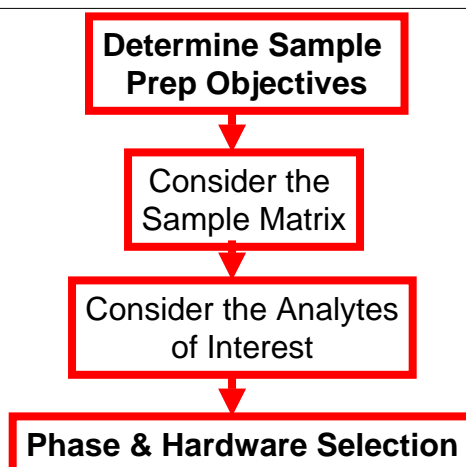 Determine Sample
Prep Objectives
Consider the
Sample Matrix
Consider the Analytes
of Interest
Phase & Hardware Selection